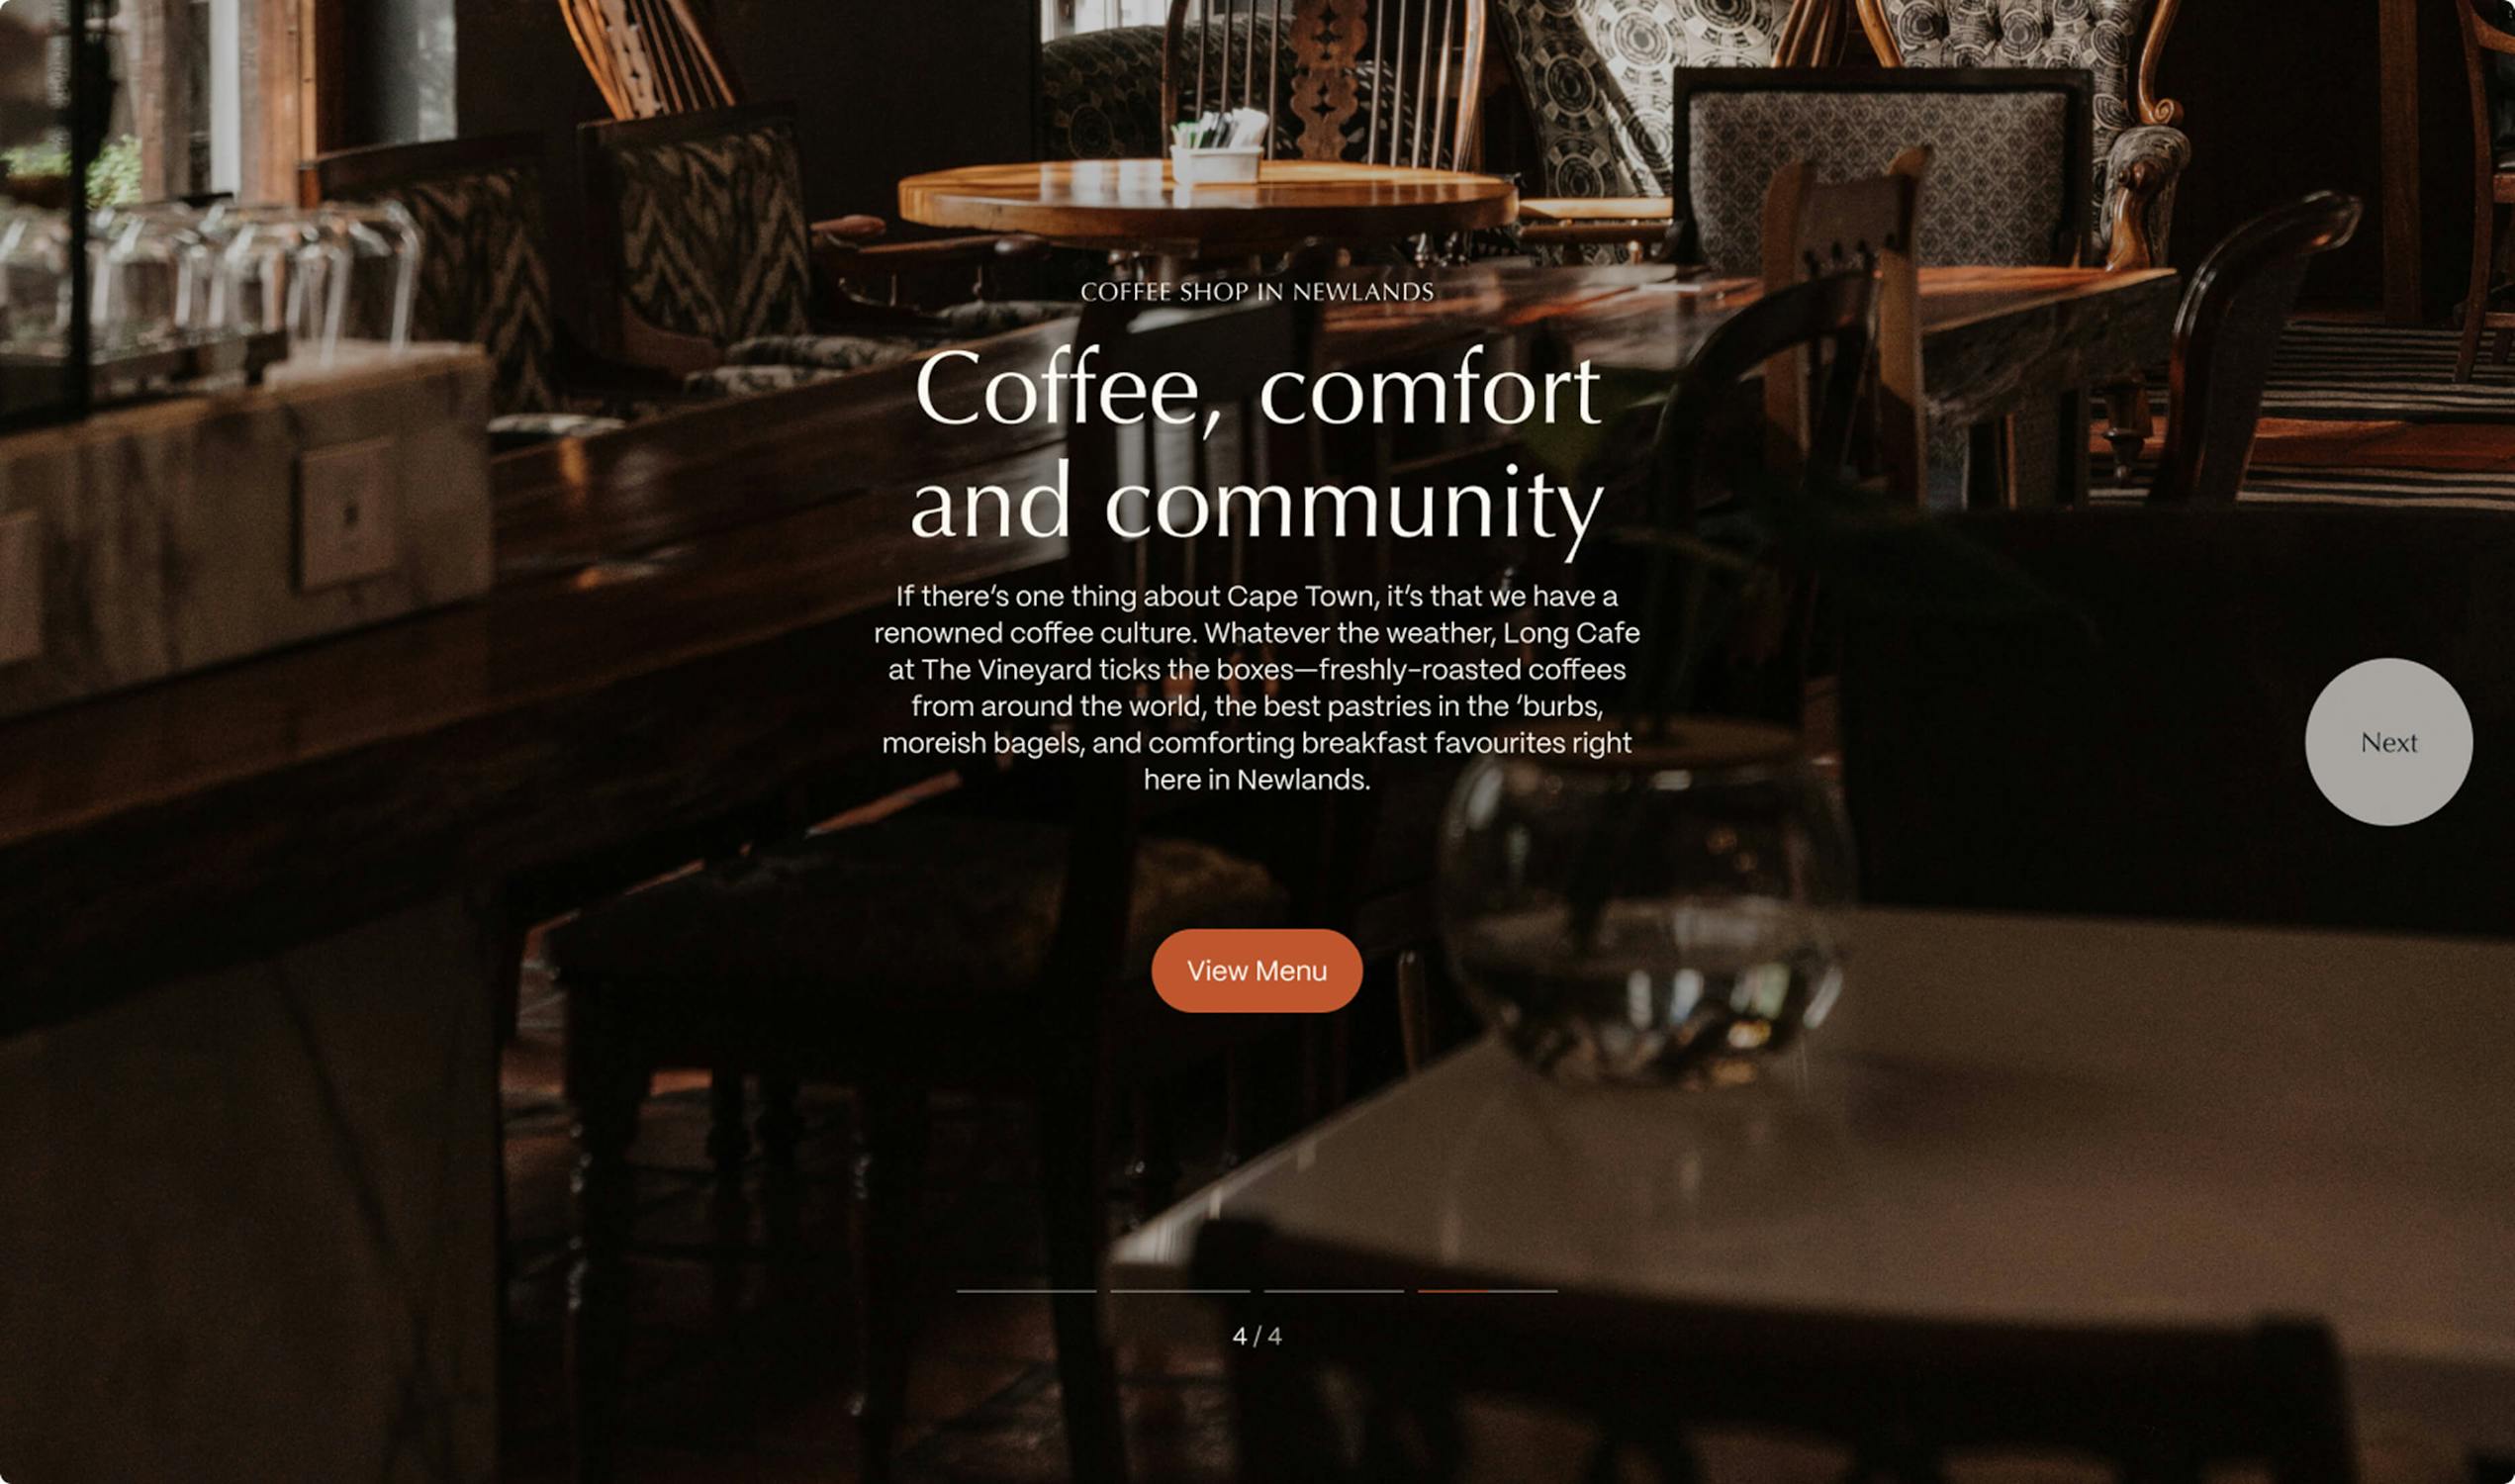 COFFEE SHOP IN NEWLANDS
Coffee, comfort
and community
If there’s one thing about Cape Town, it’s that we have a
renowned coffee culture. Whatever the weather, Long Cafe
at The Vineyard ticks the boxes—freshly-roasted coffees
from around the world, the best pastries in the ‘burbs,
moreish bagels, and comforting breakfast favourites right
here in Newlands.
Next
View Menu
4 / 4